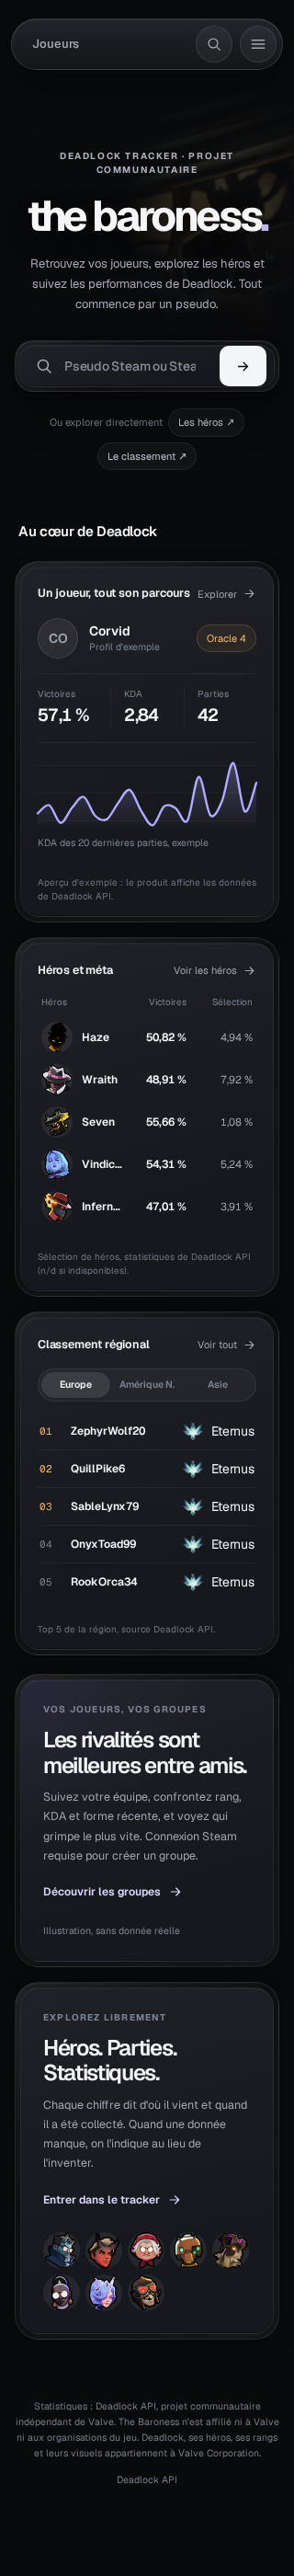 Joueurs
DEADLOCK TRACKER · PROJET
COMMUNAUTAIRE
the baroness.
Retrouvez vos joueurs, explorez les héros et
suivez les performances de Deadlock. Tout
commence par un pseudo.
Pseudo Steam ou Stea
Ou explorer directement Les héros ↗
Le classement ↗
Au cœur de Deadlock
Un joueur, tout son parcours Explorer →
CO Corvid Oracle 4
Profil d'exemple
Victoires KDA Parties
57,1 % 2,84 42
KDA des 20 dernières parties, exemple
Aperçu d'exemple : le produit affiche les données
de Deadlock API.
Héros et méta Voir les héros →
Héros Victoires Sélection
Haze 50,82 % 4,94 %
Wraith 48,91 % 7,92 %
Seven 55,66 % 1,08 %
Vindic... 54,31 % 5,24 %
Infern... 47,01 % 3,91 %
Sélection de héros, statistiques de Deadlock API
(n/d si indisponibles).
Classement régional Voir tout →
Europe Amérique N. Asie
01 ZephyrWolf20 Eternus
02 QuillPike6 Eternus
03 SableLynx79 Eternus
04 OnyxToad99 Eternus
05 RookOrca34 Eternus
Top 5 de la région, source Deadlock API.
VOS JOUEURS, VOS GROUPES
Les rivalités sont
meilleures entre amis.
Suivez votre équipe, confrontez rang,
KDA et forme récente, et voyez qui
grimpe le plus vite. Connexion Steam
requise pour créer un groupe.
Découvrir les groupes →
Illustration, sans donnée réelle
EXPLOREZ LIBREMENT
Héros. Parties.
Statistiques.
Chaque chiffre dit d'où il vient et quand
il a été collecté. Quand une donnée
manque, on l'indique au lieu de
l'inventer.
Entrer dans le tracker →
Statistiques : Deadlock API, projet communautaire
indépendant de Valve. The Baroness n'est affilié ni à Valve
ni aux organisations du jeu. Deadlock, ses héros, ses rangs
et leurs visuels appartiennent à Valve Corporation.
Deadlock API